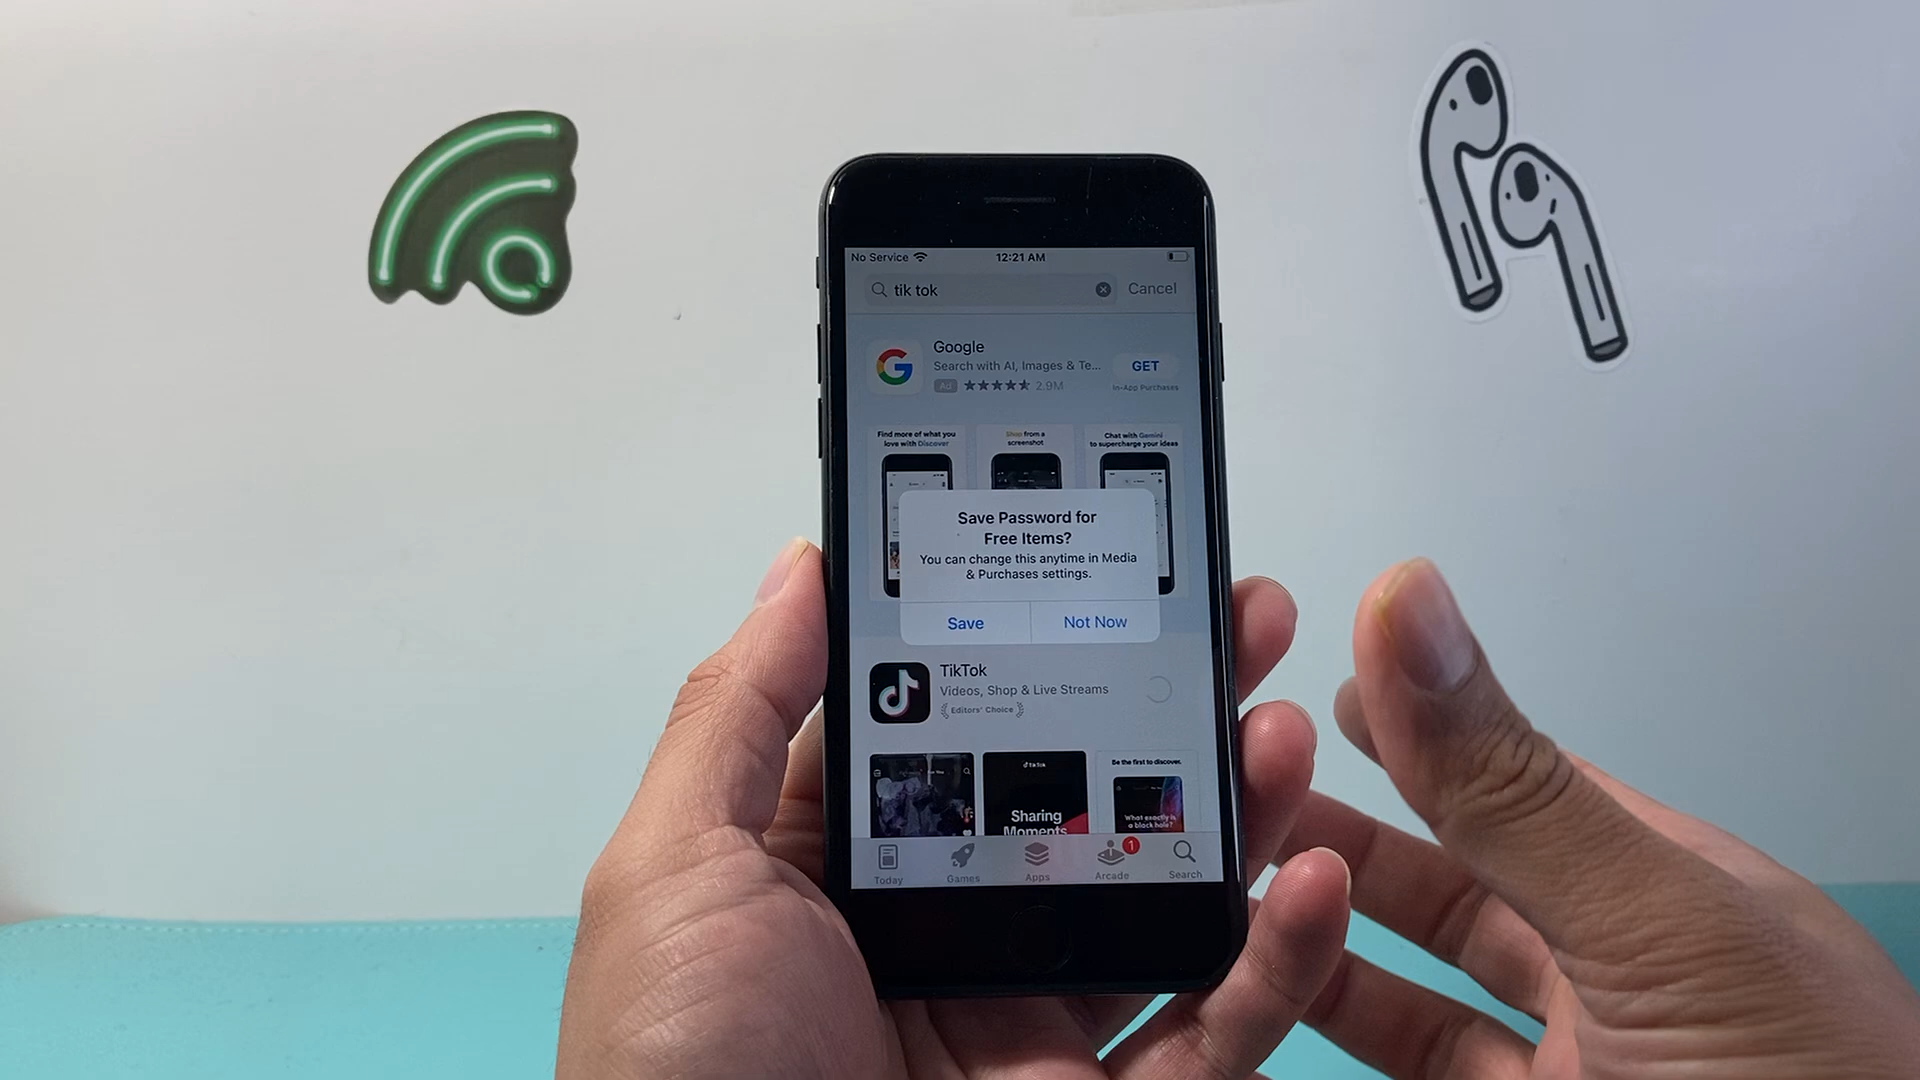 No Service 12:21 AM
tik tok Cancel
Google
Search with AI, Images & Te...
GET
Ad 2.9M
In-App Purchases
Find more of what you
love with Discover
Shop from a
screenshot
Chat with Gemini
to supercharge your ideas
Save Password for
Free Items?
You can change this anytime in Media
& Purchases settings.
Save Not Now
TikTok
Videos, Shop & Live Streams
Editors' Choice
TikTok
Sharing
Moments
Be the first to discover.
What exactly is
a black hole?
1
Today Games Apps Arcade Search